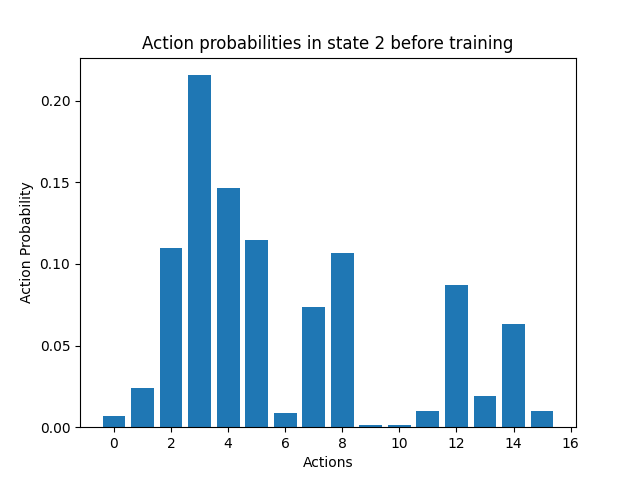 Action probabilities in state 2 before training
Action Probability
0.20
0.15
0.10
0.05
0.00
0 2 4 6 8 10 12 14 16
Actions